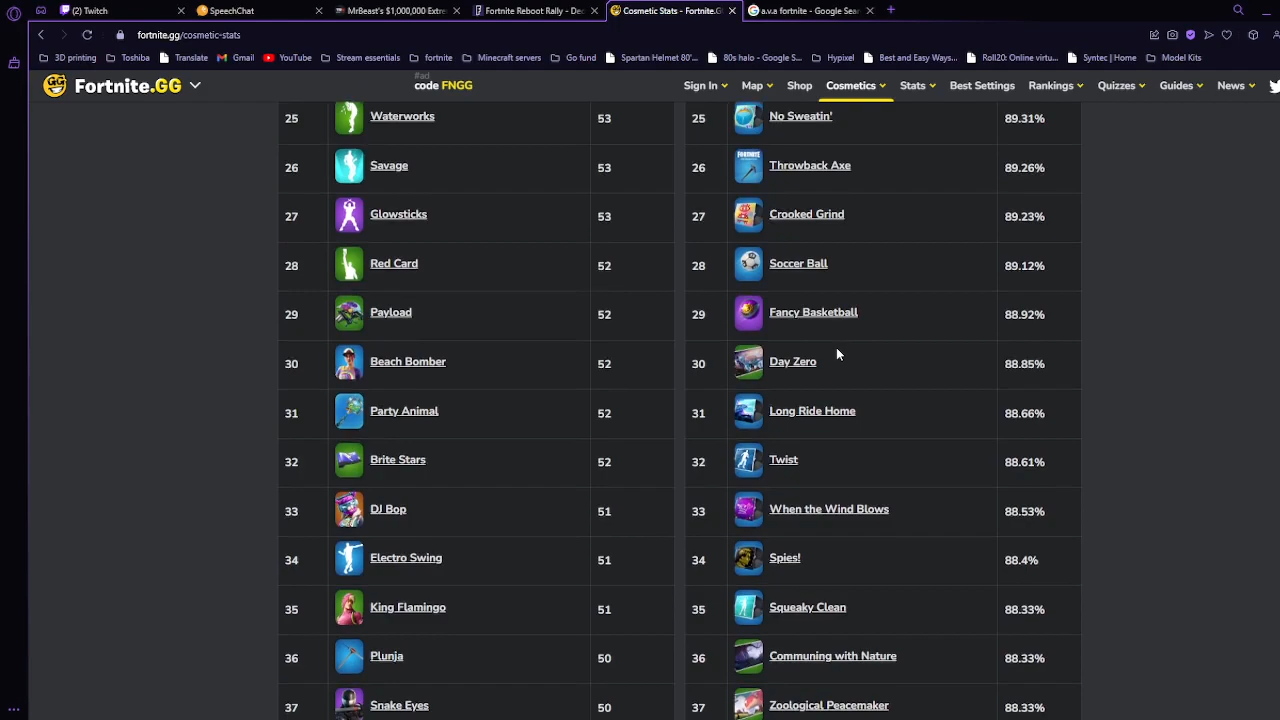 (1) Twitch
SpeechChat
MrBeast's $1,000,000 Extre
Fortnite Reboot Rally - Dec
Cosmetic Stats - Fortnite.G
a.v.a fortnite - Google Sear
fortnite.gg/cosmetic-stats
3D printing
Toshiba
Translate
Gmail
YouTube
Stream essentials
fortnite
Minecraft servers
Go fund
Spartan Helmet 80'...
80s halo - Google S...
Hypixel
Best and Easy Ways...
Roll20: Online virtu...
Syntec | Home
Model Kits
Fortnite.GG
#ad
code FNGG
Sign In
Map
Shop
Cosmetics
Stats
Best Settings
Rankings
Quizzes
Guides
News
25 Waterworks 53
25 No Sweatin' 89.31%
26 Savage 53
26 Throwback Axe 89.26%
27 Glowsticks 53
27 Crooked Grind 89.23%
28 Red Card 52
28 Soccer Ball 89.12%
29 Payload 52
29 Fancy Basketball 88.92%
30 Beach Bomber 52
30 Day Zero 88.85%
31 Party Animal 52
31 Long Ride Home 88.66%
32 Brite Stars 52
32 Twist 88.61%
33 DJ Bop 51
33 When the Wind Blows 88.53%
34 Electro Swing 51
34 Spies! 88.4%
35 King Flamingo 51
35 Squeaky Clean 88.33%
36 Plunja 50
36 Communing with Nature 88.33%
37 Snake Eyes 50
37 Zoological Peacemaker 88.33%